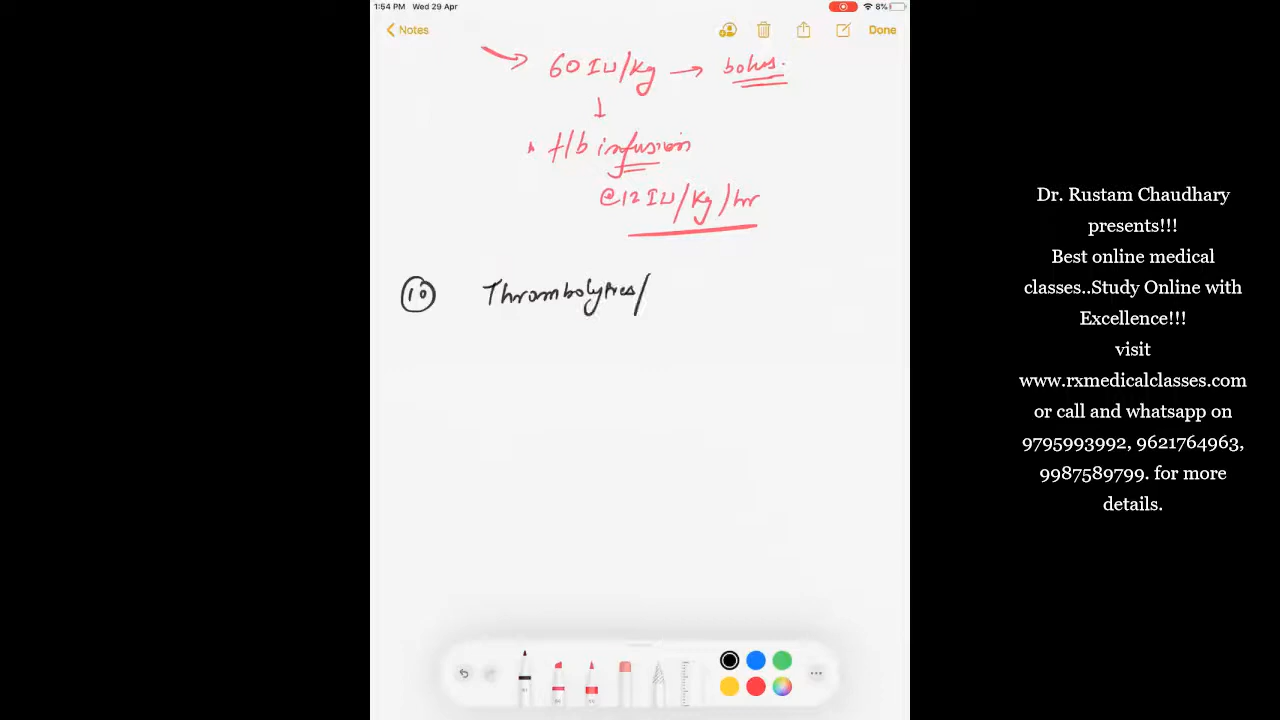 1:54 PM Wed 29 Apr
8%
Notes
Done
60 IU/kg → bolus.
↓
f/b infusion
@12 IU/kg/hr
10 Thrombolytics/
Dr. Rustam Chaudhary
presents!!!
Best online medical
classes..Study Online with
Excellence!!!
visit
www.rxmedicalclasses.com
or call and whatsapp on
9795993992, 9621764963,
9987589799. for more
details.